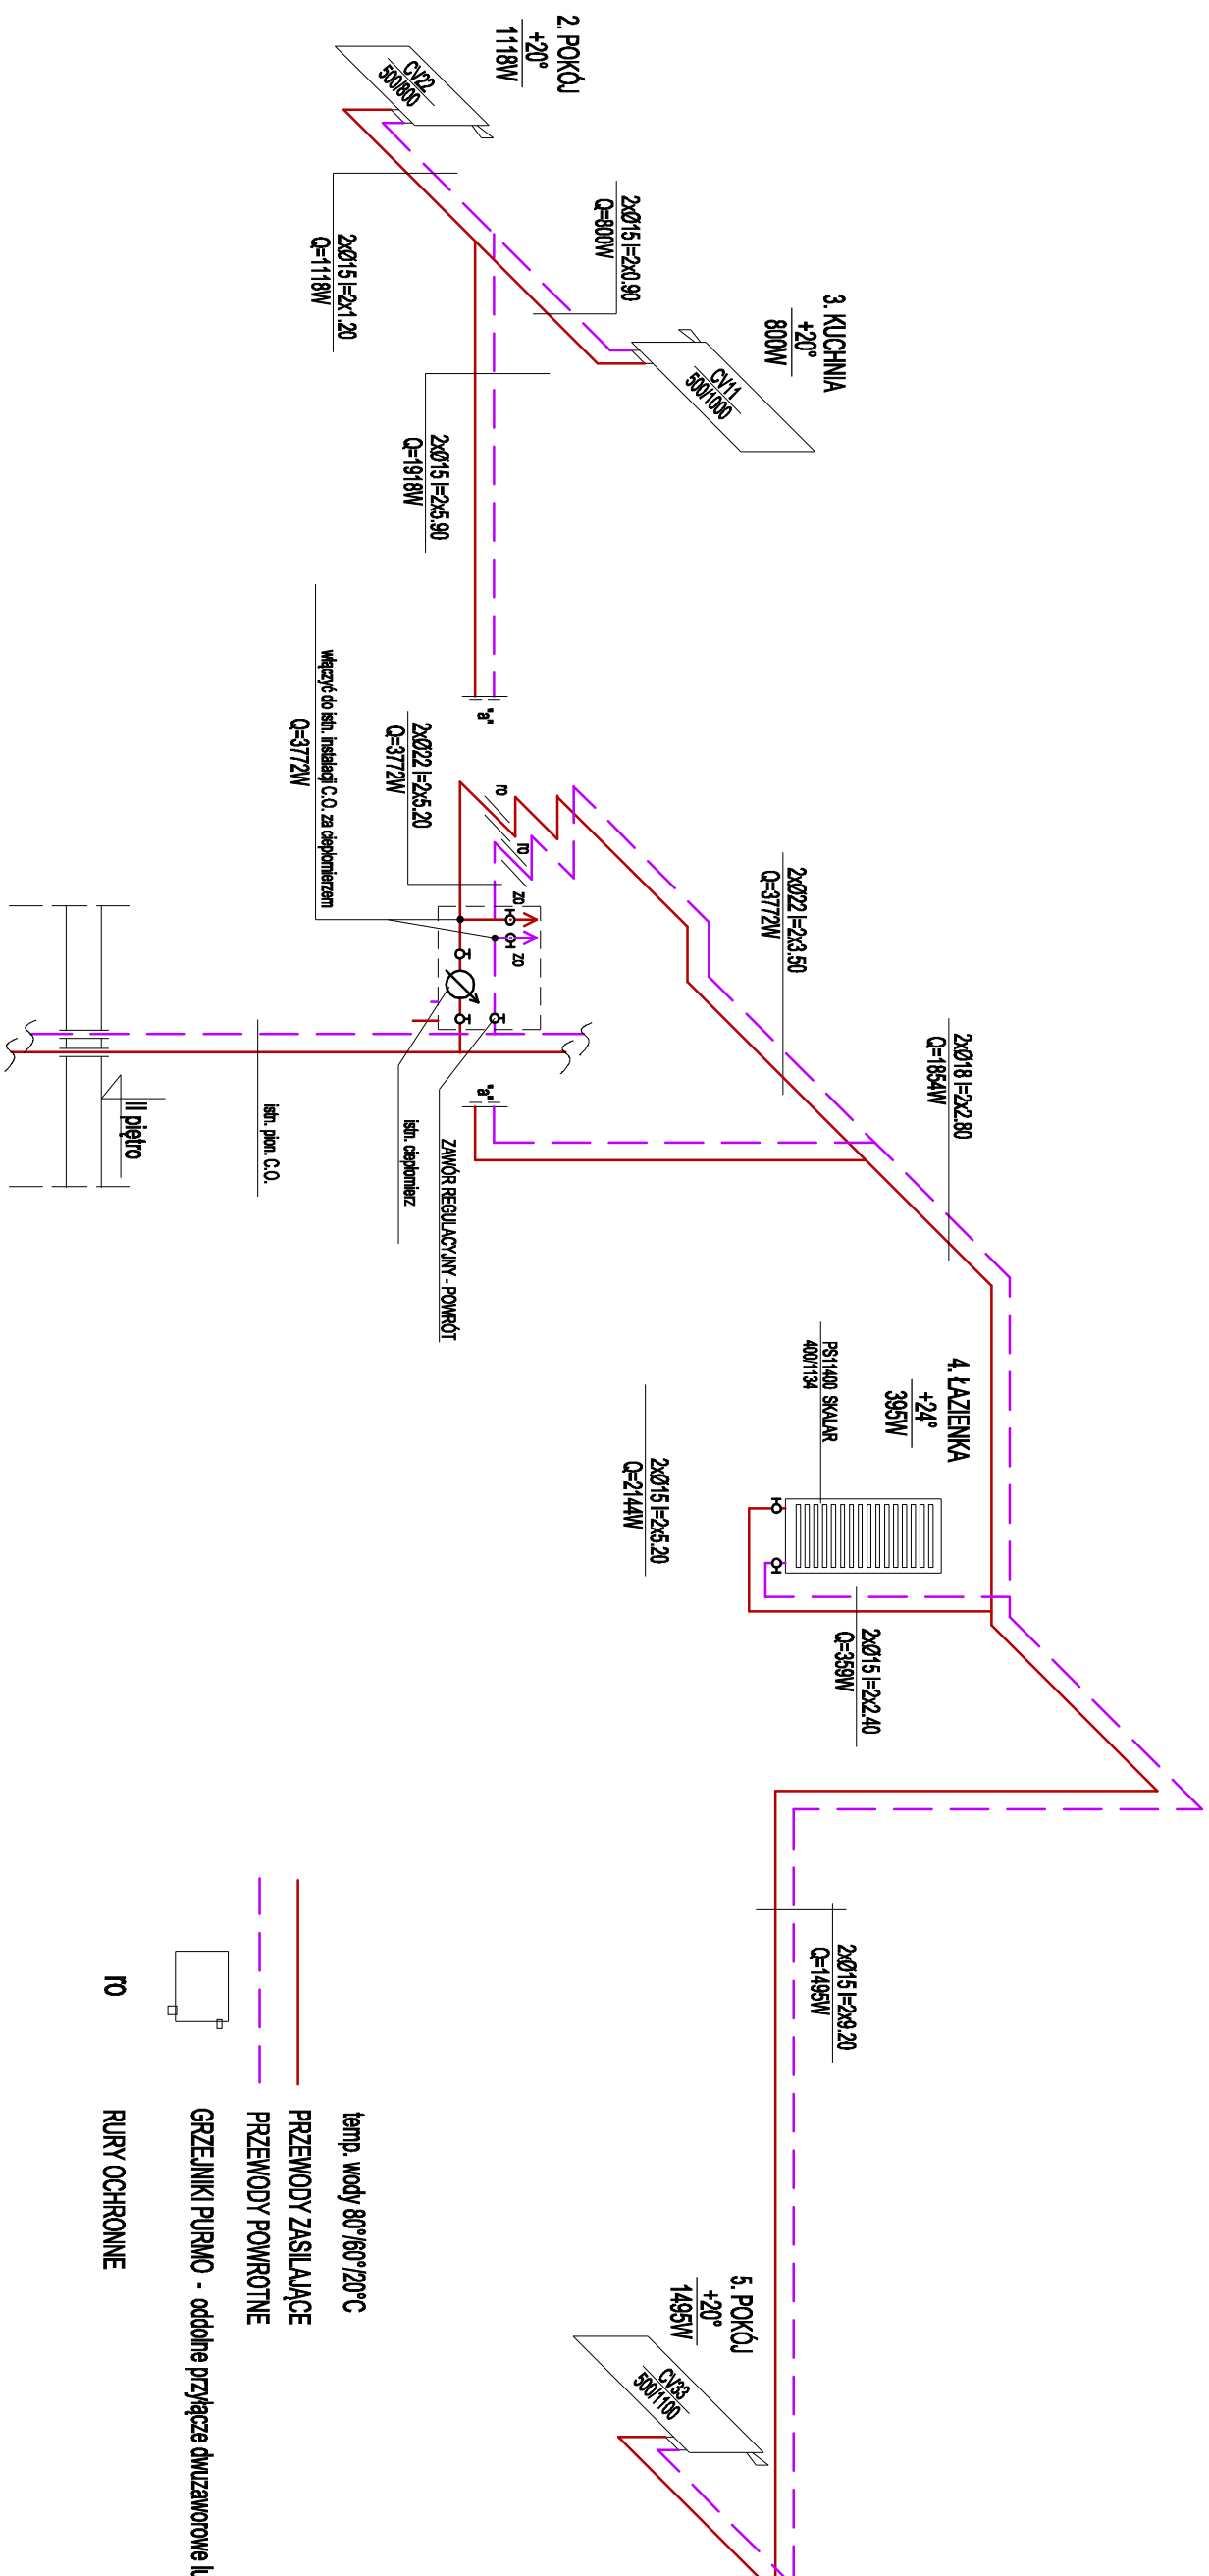 2. POKÓJ
+20°
1118W
CV22
500/800
2xØ15 l=2x1.20
Q=1118W
2xØ15 l=2x0.90
Q=800W
3. KUCHNIA
+20°
800W
CV11
500/1000
2xØ15 l=2x5.90
Q=1918W
"a"
włączyć do istn. instalacji C.O. za ciepłomierzem
Q=3772W
2xØ22 l=2x5.20
Q=3772W
ro
ro
zo
zo
2xØ22 l=2x3.50
Q=3772W
2xØ18 l=2x2.80
Q=1854W
"a"
ZAWÓR REGULACYJNY - POWRÓT
istn. ciepłomierz
istn. pion. C.O.
II piętro
4. ŁAZIENKA
+24°
395W
PS11400 SKALAR
400/1134
2xØ15 l=2x5.20
Q=2144W
2xØ15 l=2x2.40
Q=359W
2xØ15 l=2x9.20
Q=1495W
5. POKÓJ
+20°
1495W
CV33
500/1100
temp. wody 80°/60°/20°C
PRZEWODY ZASILAJĄCE
PRZEWODY POWROTNE
GRZEJNIKI PURMO - oddolne przyłącze dwuzaworowe lu
ro RURY OCHRONNE